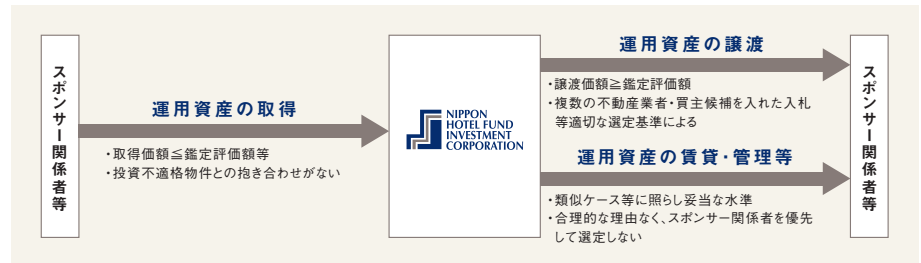 スポンサー関係者等
運用資産の取得
・取得価額≦鑑定評価額等
・投資不適格物件との抱き合わせがない
NIPPON
HOTEL FUND
INVESTMENT
CORPORATION
運用資産の譲渡
・譲渡価額≧鑑定評価額
・複数の不動産業者・買主候補を入れた入札
等適切な選定基準による
運用資産の賃貸・管理等
・類似ケース等に照らし妥当な水準
・合理的な理由なく、スポンサー関係者を優先
して選定しない
スポンサー関係者等